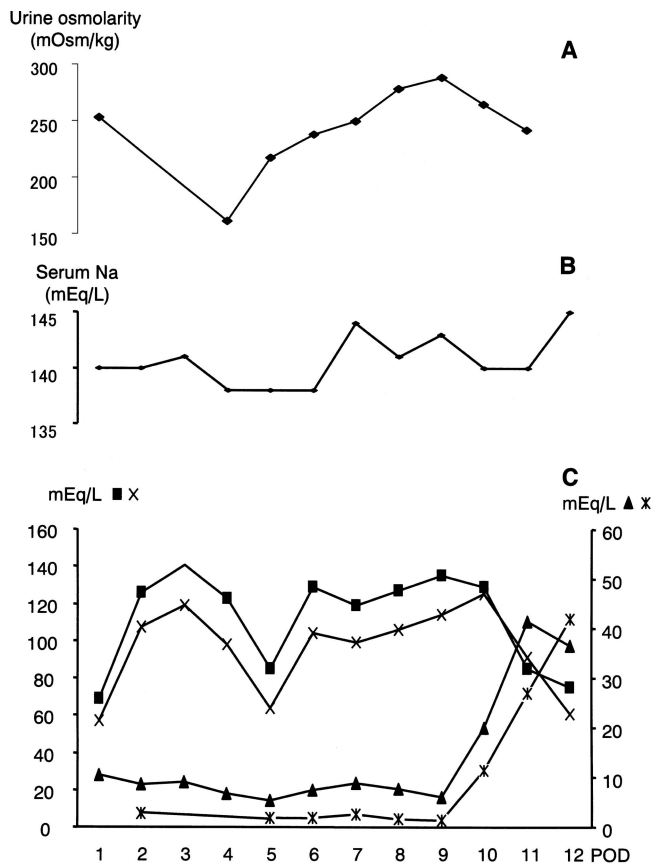 Urine osmolarity
(mOsm/kg)
A
300
250
200
150
Serum Na
(mEq/L)
B
145
140
135
C
mEq/L ■ ×
mEq/L ▲ ж
160
140
120
100
80
60
40
20
0
60
50
40
30
20
10
0
1 2 3 4 5 6 7 8 9 10 11 12 POD